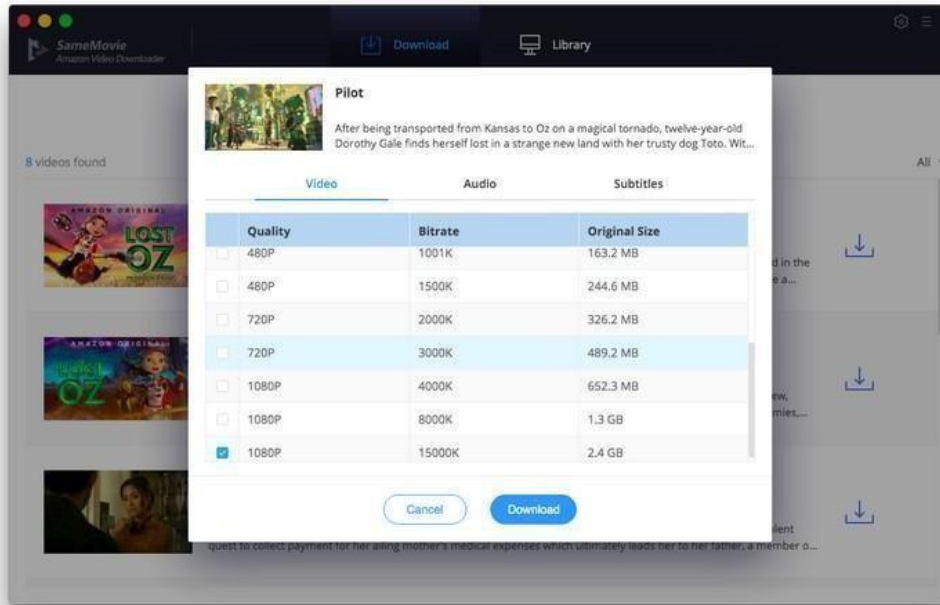 SameMovie
Amazon Video Downloader
Download
Library
8 videos found
All
Pilot
After being transported from Kansas to Oz on a magical tornado, twelve-year-old
Dorothy Gale finds herself lost in a strange new land with her trusty dog Toto. Wit...
Video Audio Subtitles
Quality Bitrate Original Size
480P 1001K 163.2 MB
480P 1500K 244.6 MB
720P 2000K 326.2 MB
720P 3000K 489.2 MB
1080P 4000K 652.3 MB
1080P 8000K 1.3 GB
1080P 15000K 2.4 GB
Cancel Download
AMAZON ORIGINAL
LOST
OZ
d in the
e a...
AMAZON ORIGINAL
LOST
OZ
ew,
mies,...
lent
quest to collect payment for her ailing mother's medical expenses which ultimately leads her to her father, a member o...